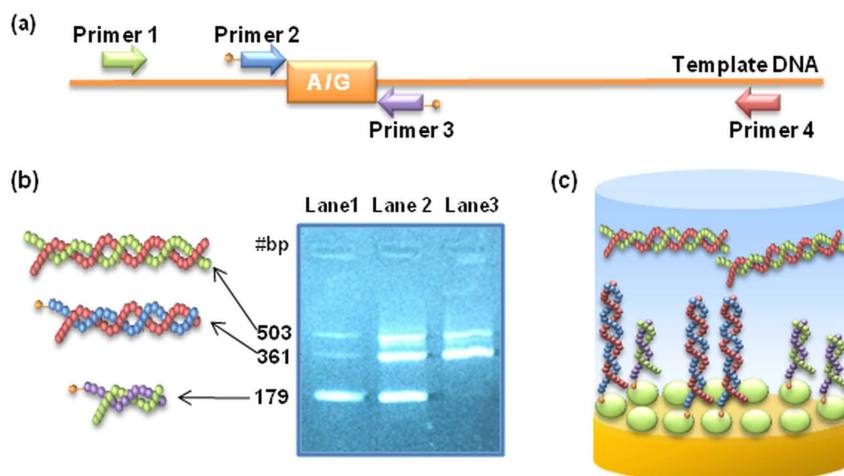 (a)
Primer 1
Primer 2
Template DNA
A/G
Primer 3
Primer 4
(b)
Lane1 Lane 2 Lane3
#bp
503
361
179
(c)